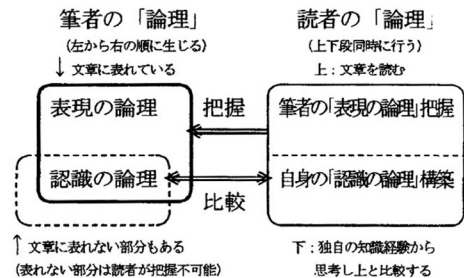 筆者の「論理」
(左から右の順に生じる)
↓ 文章に表れている
表現の論理
認識の論理
↑ 文章に表れない部分もある
(表れない部分は読者が把握不可能)
把握
比較
読者の「論理」
(上下段同時に行う)
上:文章を読む
筆者の「表現の論理」把握
自身の「認識の論理」構築
下:独自の知識経験から
思考し上と比較する